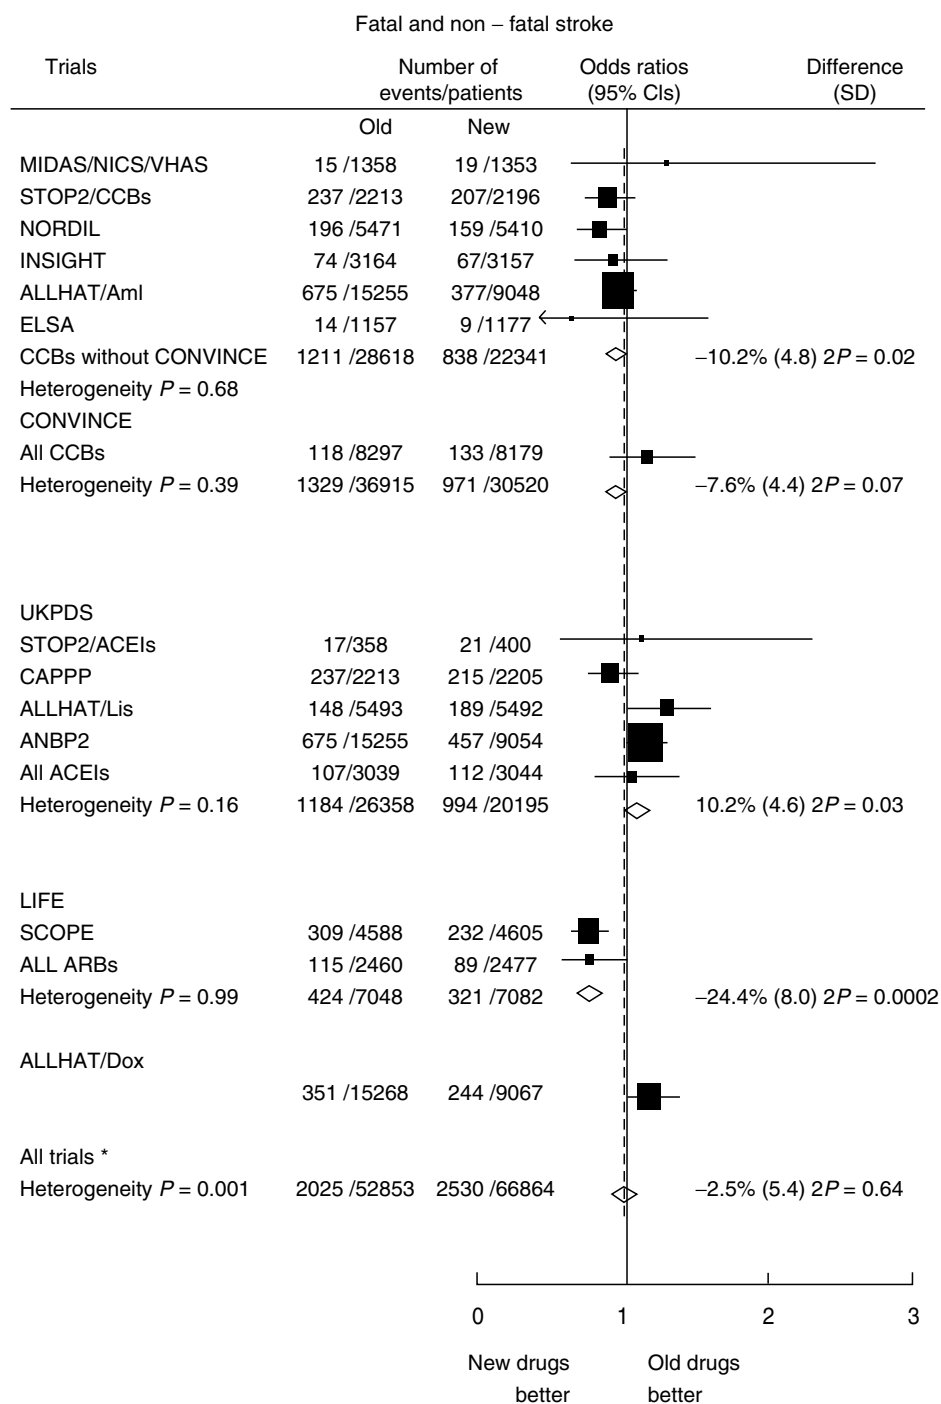 Fatal and non – fatal stroke
Trials Number of events/patients Odds ratios (95% CIs) Difference (SD)
Old New
MIDAS/NICS/VHAS 15 /1358 19 /1353
STOP2/CCBs 237 /2213 207/2196
NORDIL 196 /5471 159 /5410
INSIGHT 74 /3164 67/3157
ALLHAT/Aml 675 /15255 377/9048
ELSA 14 /1157 9 /1177
CCBs without CONVINCE 1211 /28618 838 /22341 –10.2% (4.8) 2P = 0.02
Heterogeneity P = 0.68
CONVINCE
All CCBs 118 /8297 133 /8179
Heterogeneity P = 0.39 1329 /36915 971 /30520 –7.6% (4.4) 2P = 0.07
UKPDS
STOP2/ACEIs 17/358 21 /400
CAPPP 237/2213 215 /2205
ALLHAT/Lis 148 /5493 189 /5492
ANBP2 675 /15255 457 /9054
All ACEIs 107/3039 112 /3044
Heterogeneity P = 0.16 1184 /26358 994 /20195 10.2% (4.6) 2P = 0.03
LIFE
SCOPE 309 /4588 232 /4605
ALL ARBs 115 /2460 89 /2477
Heterogeneity P = 0.99 424 /7048 321 /7082 –24.4% (8.0) 2P = 0.0002
ALLHAT/Dox
351 /15268 244 /9067
All trials *
Heterogeneity P = 0.001 2025 /52853 2530 /66864 –2.5% (5.4) 2P = 0.64
0 1 2 3
New drugs better Old drugs better